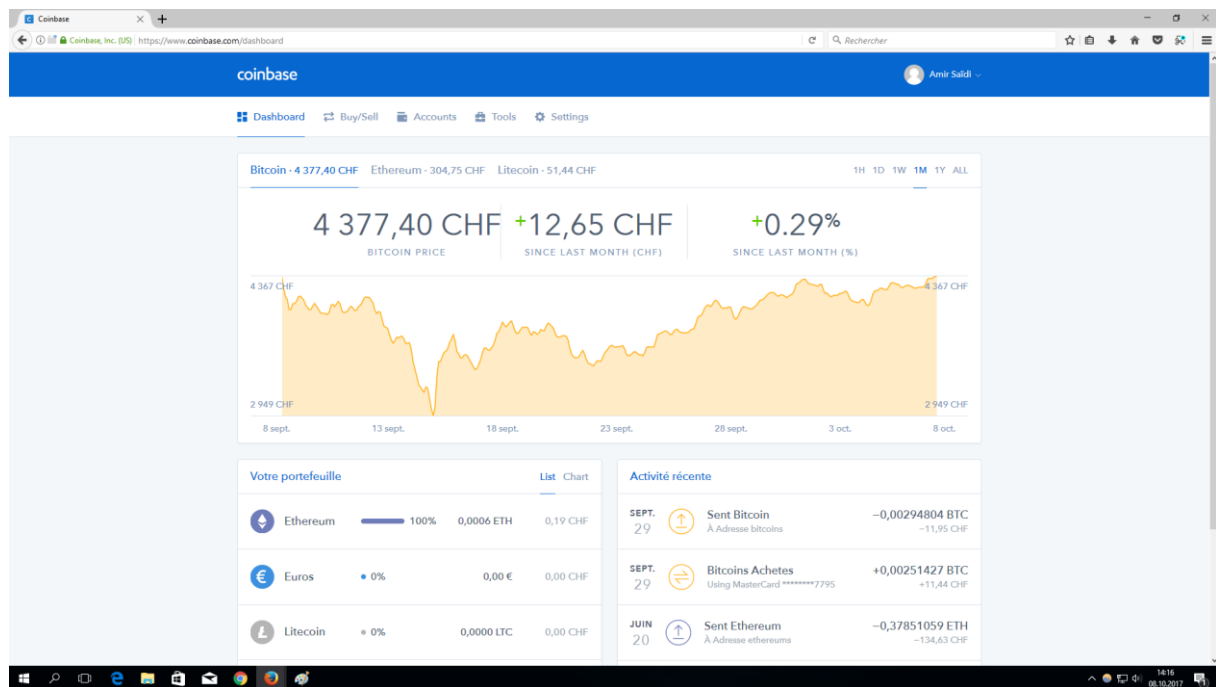 Coinbase
Coinbase, Inc. (US) https://www.coinbase.com/dashboard Rechercher
coinbase Amir Saïdi
Dashboard Buy/Sell Accounts Tools Settings
Bitcoin · 4 377,40 CHF Ethereum · 304,75 CHF Litecoin · 51,44 CHF 1H 1D 1W 1M 1Y ALL
4 377,40 CHF +12,65 CHF +0.29%
BITCOIN PRICE SINCE LAST MONTH (CHF) SINCE LAST MONTH (%)
4 367 CHF 4 367 CHF
2 949 CHF 2 949 CHF
8 sept. 13 sept. 18 sept. 23 sept. 28 sept. 3 oct. 8 oct.
Votre portefeuille List Chart
Ethereum 100% 0,0006 ETH 0,19 CHF
Euros 0% 0,00 € 0,00 CHF
Litecoin 0% 0,0000 LTC 0,00 CHF
Activité récente
SEPT. 29 Sent Bitcoin −0,00294804 BTC
À Adresse bitcoins −11,95 CHF
SEPT. 29 Bitcoins Achetes +0,00251427 BTC
Using MasterCard ********7795 +11,44 CHF
JUIN 20 Sent Ethereum −0,37851059 ETH
À Adresse ethereums −134,63 CHF
14:16
08.10.2017